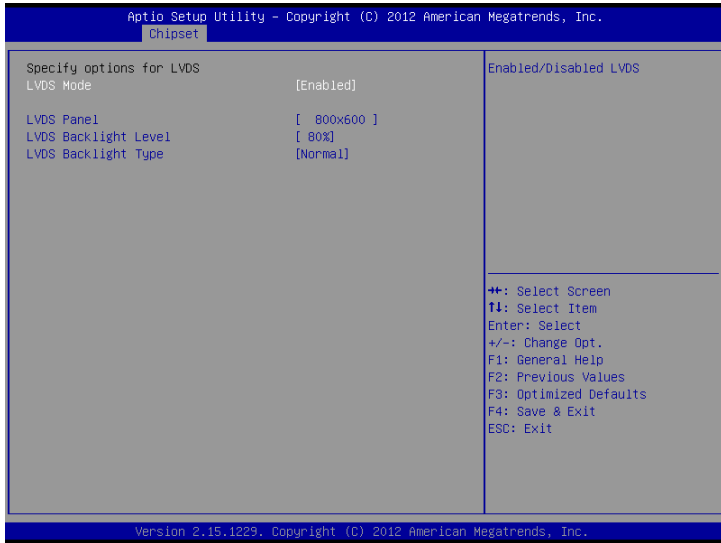 Aptio Setup Utility – Copyright (C) 2012 American Megatrends, Inc.
Chipset
Specify options for LVDS
LVDS Mode [Enabled]
LVDS Panel [ 800x600 ]
LVDS Backlight Level [ 80%]
LVDS Backlight Type [Normal]
Enabled/Disabled LVDS
→←: Select Screen
↑↓: Select Item
Enter: Select
+/-: Change Opt.
F1: General Help
F2: Previous Values
F3: Optimized Defaults
F4: Save & Exit
ESC: Exit
Version 2.15.1229. Copyright (C) 2012 American Megatrends, Inc.